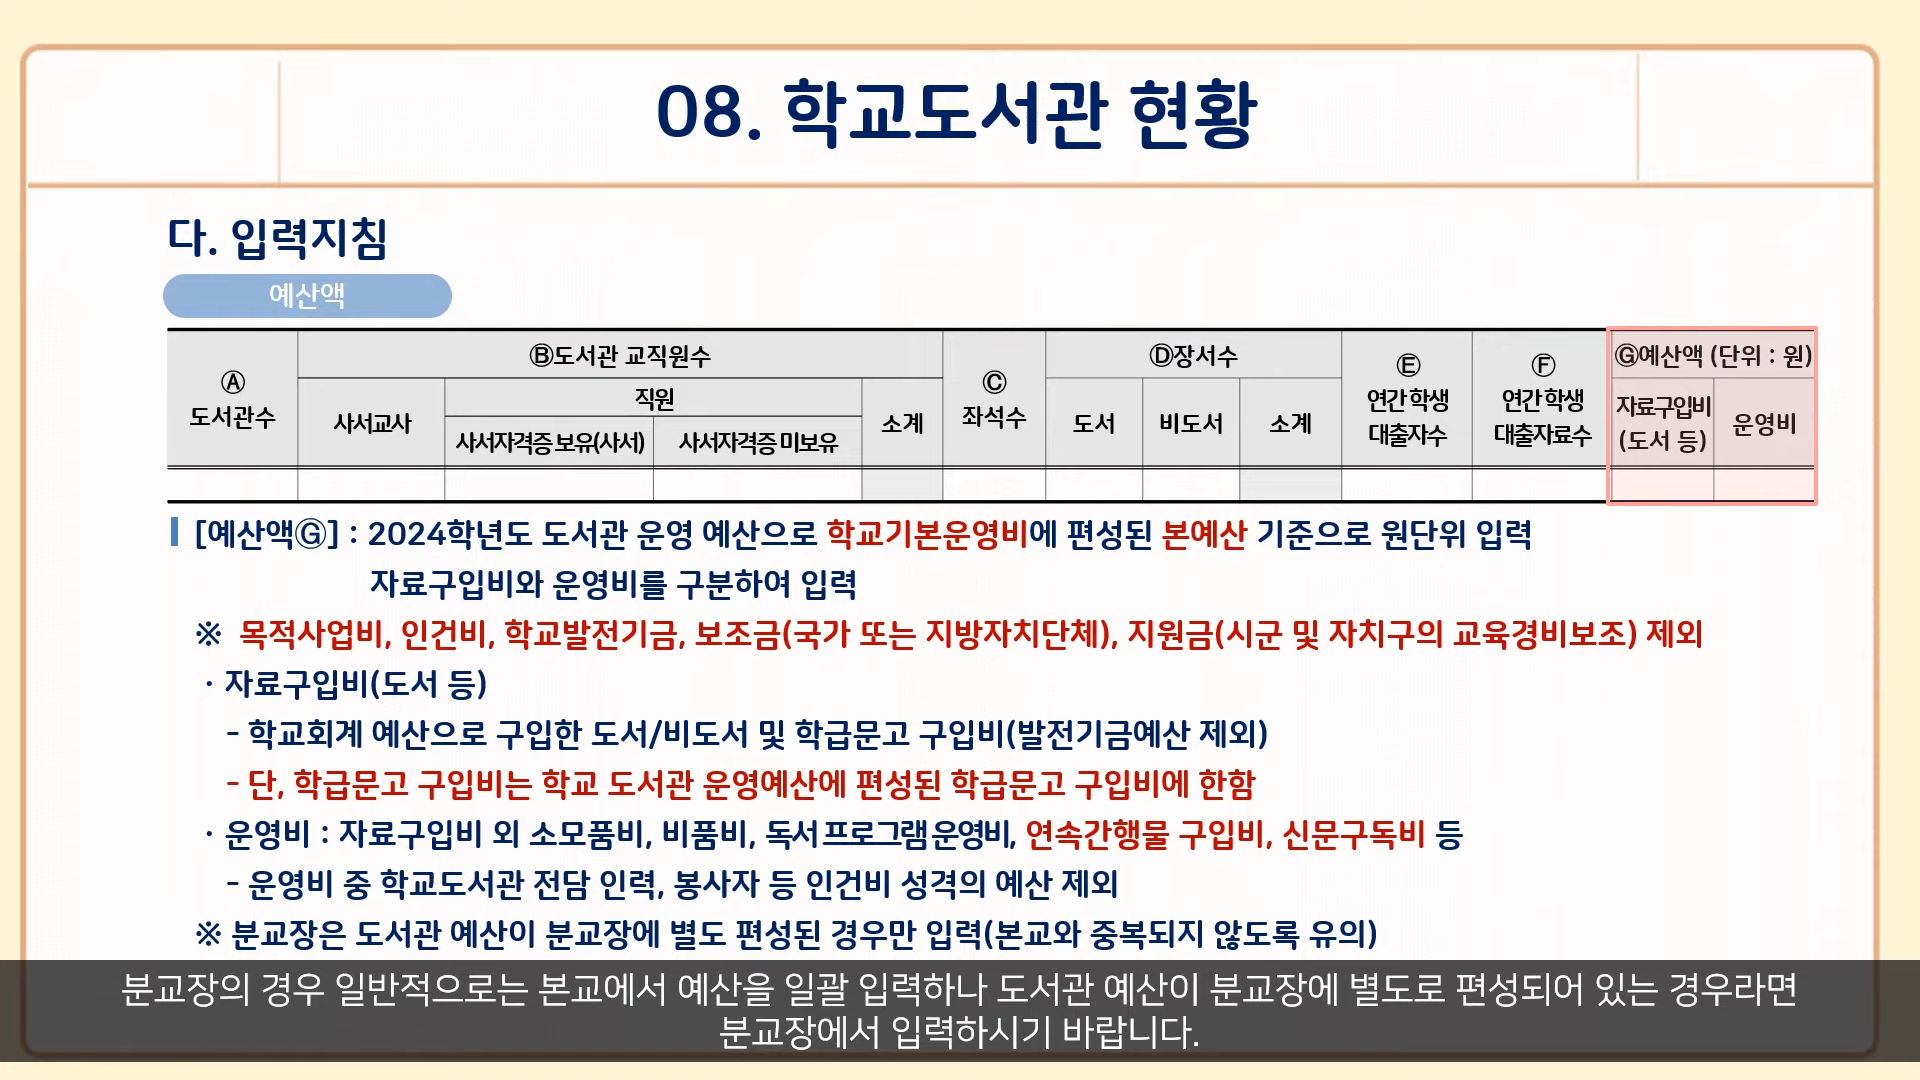 08. 학교도서관 현황
다. 입력지침
예산액
Ⓐ
도서관수
Ⓑ도서관 교직원수
사서교사
직원
사서자격증 보유(사서)
사서자격증 미보유
소계
Ⓒ
좌석수
Ⓓ장서수
도서
비도서
소계
Ⓔ
연간 학생
대출자수
Ⓕ
연간 학생
대출자료수
Ⓖ예산액 (단위 : 원)
자료구입비
(도서 등)
운영비
[예산액Ⓖ] : 2024학년도 도서관 운영 예산으로 학교기본운영비에 편성된 본예산 기준으로 원단위 입력
자료구입비와 운영비를 구분하여 입력
※ 목적사업비, 인건비, 학교발전기금, 보조금(국가 또는 지방자치단체), 지원금(시군 및 자치구의 교육경비보조) 제외
· 자료구입비(도서 등)
- 학교회계 예산으로 구입한 도서/비도서 및 학급문고 구입비(발전기금예산 제외)
- 단, 학급문고 구입비는 학교 도서관 운영예산에 편성된 학급문고 구입비에 한함
· 운영비 : 자료구입비 외 소모품비, 비품비, 독서 프로그램 운영비, 연속간행물 구입비, 신문구독비 등
- 운영비 중 학교도서관 전담 인력, 봉사자 등 인건비 성격의 예산 제외
※ 분교장은 도서관 예산이 분교장에 별도 편성된 경우만 입력(본교와 중복되지 않도록 유의)
분교장의 경우 일반적으로는 본교에서 예산을 일괄 입력하나 도서관 예산이 분교장에 별도로 편성되어 있는 경우라면
분교장에서 입력하시기 바랍니다.